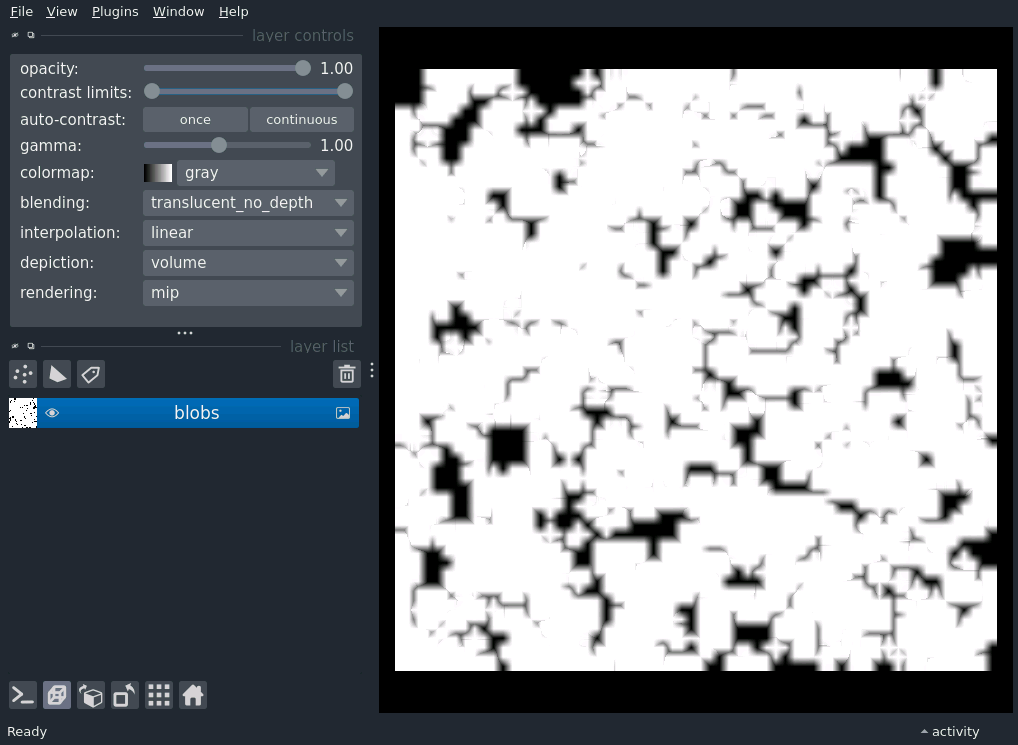 File View Plugins Window Help
layer controls
opacity: 1.00
contrast limits:
auto-contrast: once continuous
gamma: 1.00
colormap: gray
blending: translucent_no_depth
interpolation: linear
depiction: volume
rendering: mip
layer list
blobs
Ready activity